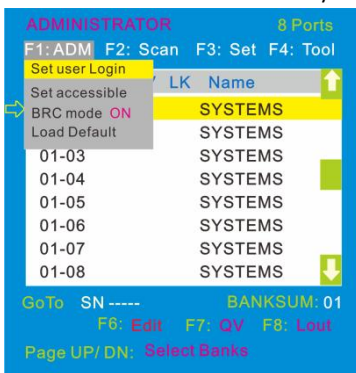 ADMINISTRATOR 8 Ports
F1: ADM F2: Scan F3: Set F4: Tool
Set user Login
LK Name
Set accessible
BRC mode ON SYSTEMS
Load Default SYSTEMS
01-03 SYSTEMS
01-04 SYSTEMS
01-05 SYSTEMS
01-06 SYSTEMS
01-07 SYSTEMS
01-08 SYSTEMS
GoTo SN ----- BANKSUM: 01
F6: Edit F7: QV F8: Lout
Page UP/ DN: Select Banks